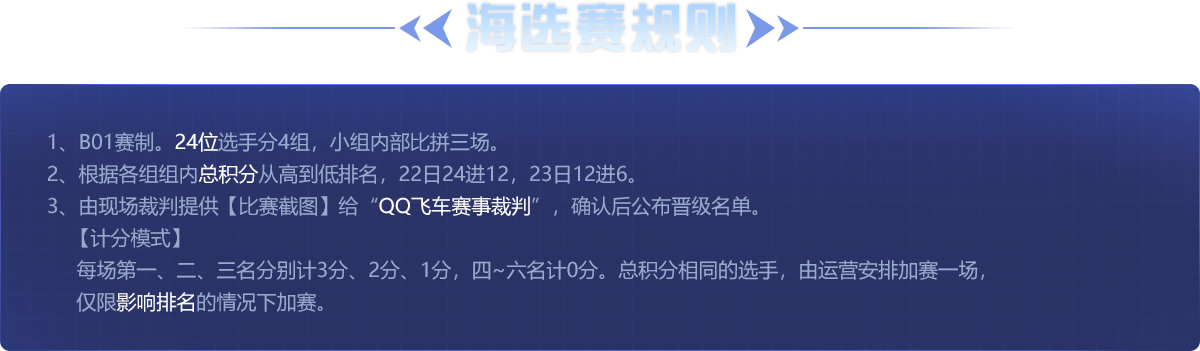 海选赛规则
1、B01赛制。24位选手分4组，小组内部比拼三场。
2、根据各组组内总积分从高到低排名，22日24进12，23日12进6。
3、由现场裁判提供【比赛截图】给“QQ飞车赛事裁判”，确认后公布晋级名单。
【计分模式】
每场第一、二、三名分别计3分、2分、1分，四~六名计0分。总积分相同的选手，由运营安排加赛一场，
仅限影响排名的情况下加赛。